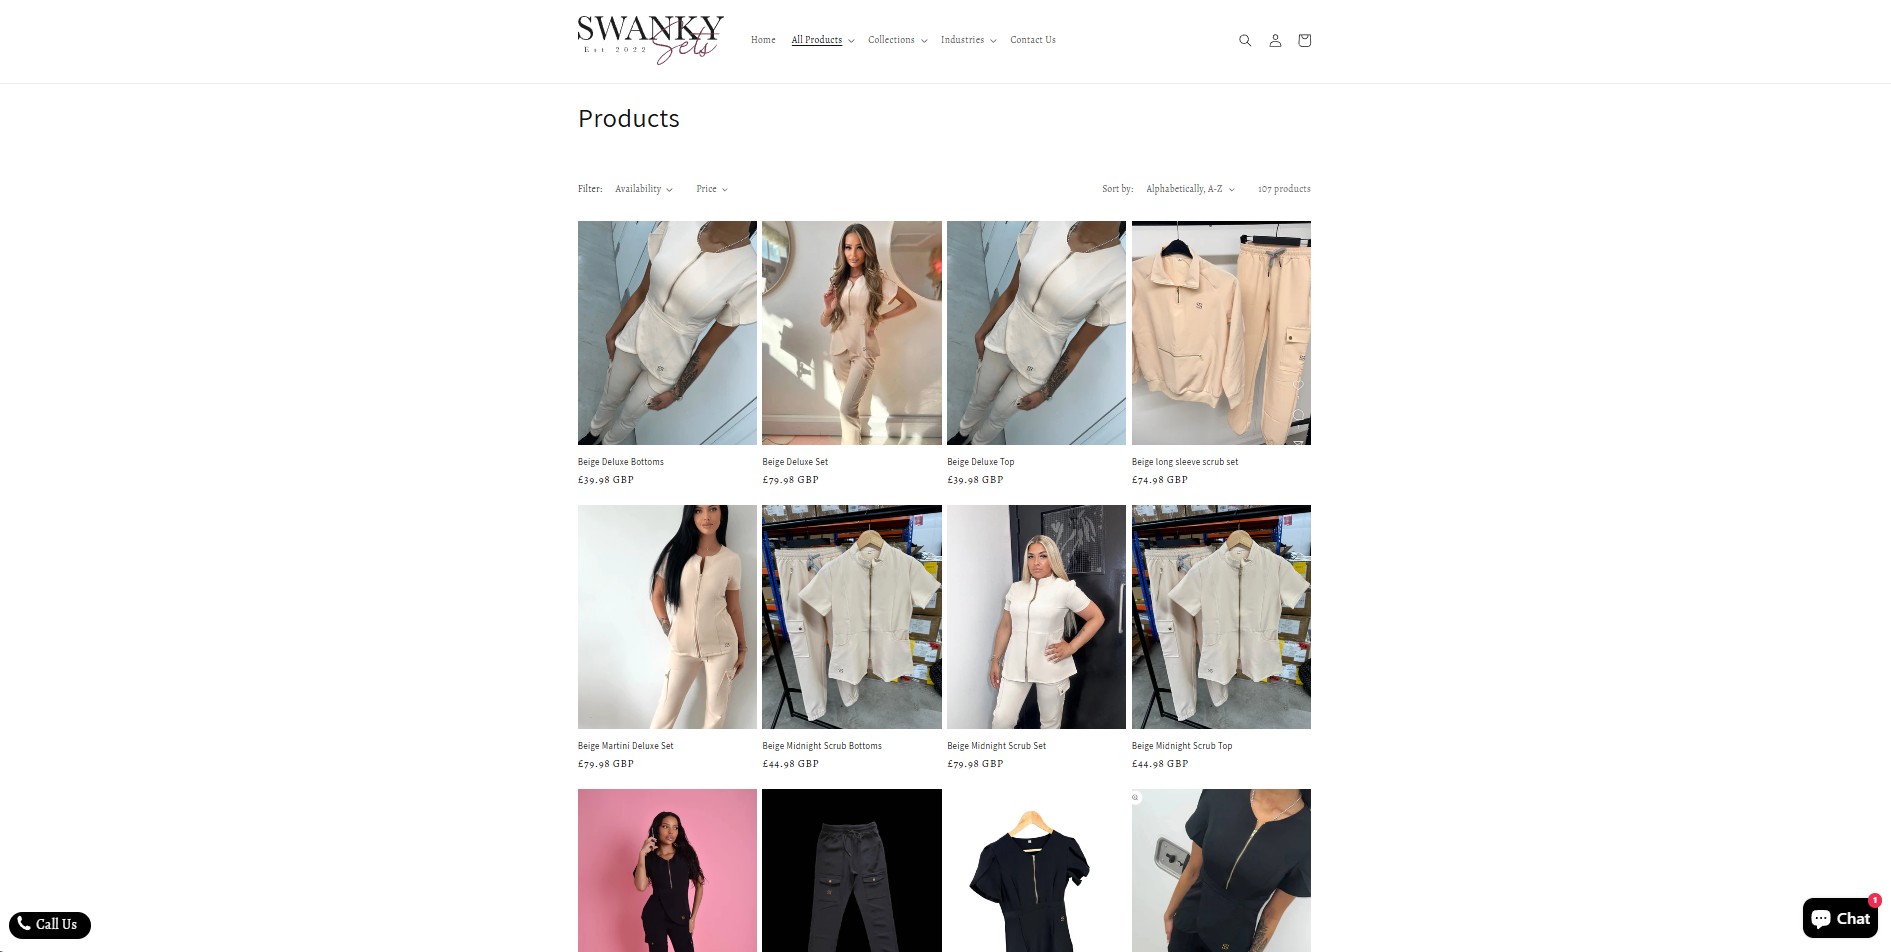 SWANKY
Est 2022 Sets
Home All Products Collections Industries Contact Us
Products
Filter: Availability Price Sort by: Alphabetically, A-Z 107 products
Beige Deluxe Bottoms
£39.98 GBP
Beige Deluxe Set
£79.98 GBP
Beige Deluxe Top
£39.98 GBP
Beige long sleeve scrub set
£74.98 GBP
Beige Martini Deluxe Set
£79.98 GBP
Beige Midnight Scrub Bottoms
£44.98 GBP
Beige Midnight Scrub Set
£79.98 GBP
Beige Midnight Scrub Top
£44.98 GBP
Call Us
Chat
1